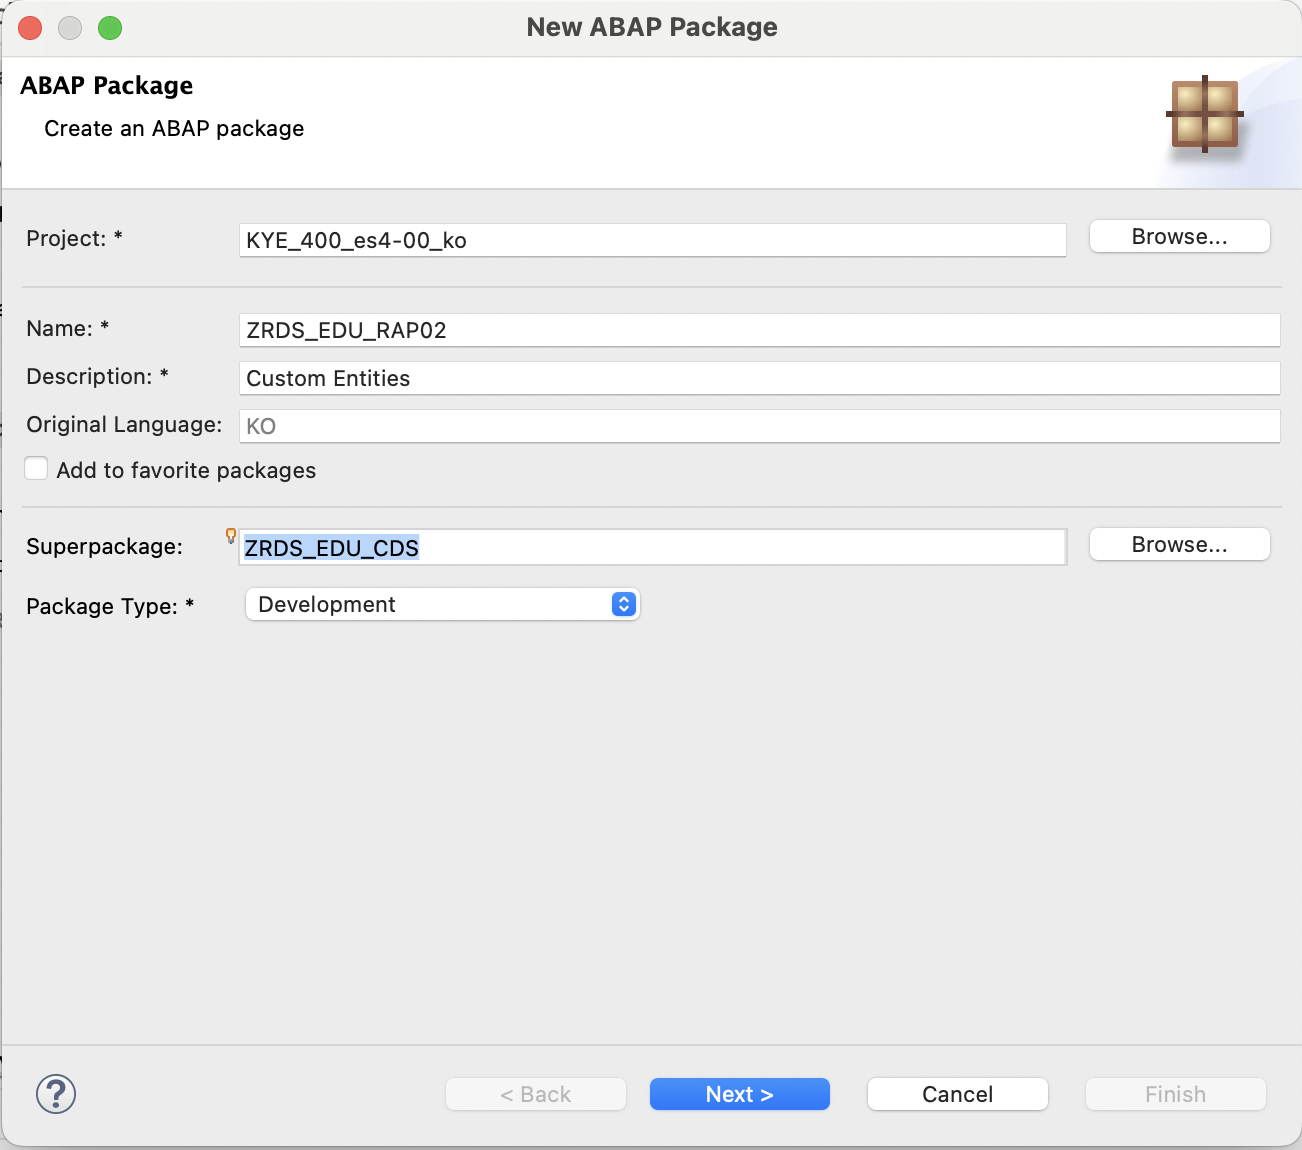 New ABAP Package
ABAP Package
Create an ABAP package
Project: * KYE_400_es4-00_ko Browse...
Name: * ZRDS_EDU_RAP02
Description: * Custom Entities
Original Language: KO
Add to favorite packages
Superpackage: ZRDS_EDU_CDS Browse...
Package Type: * Development
? < Back Next > Cancel Finish